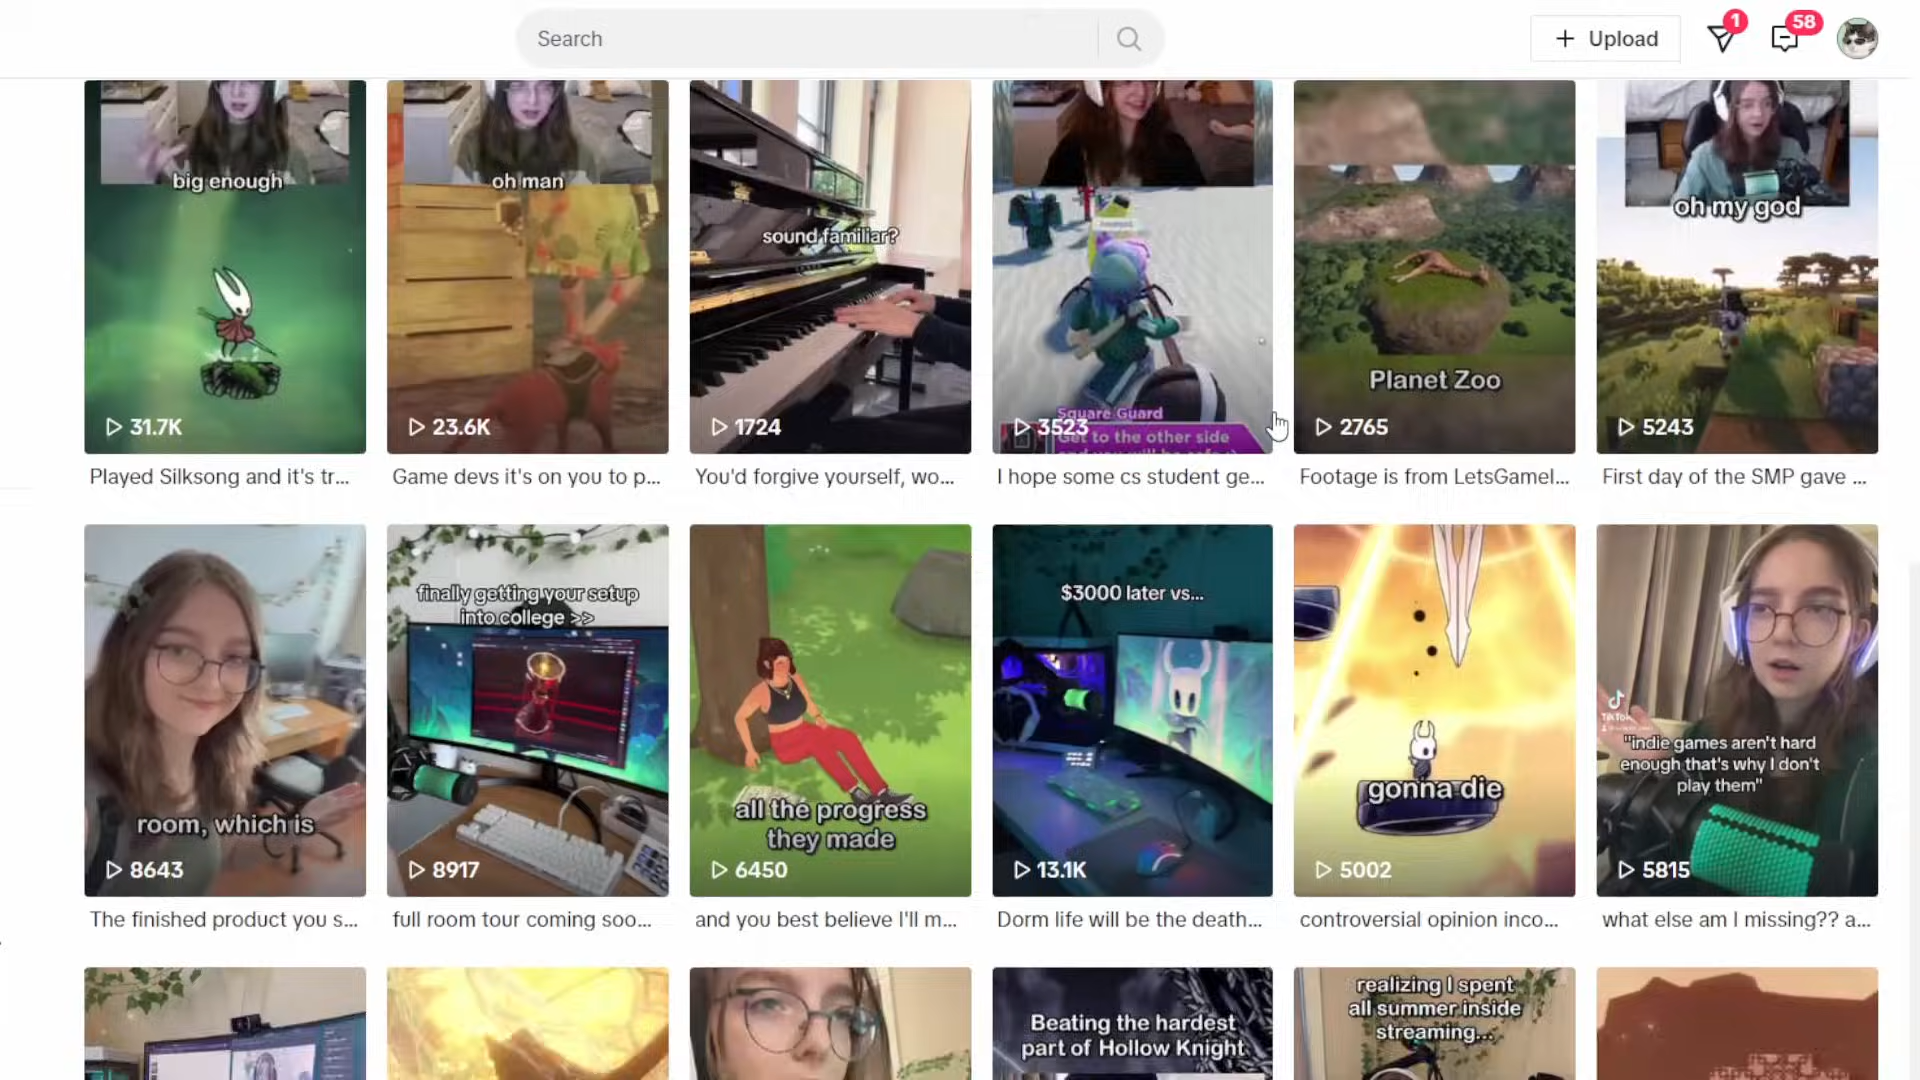 Search
Upload
1
58
big enough
31.7K
Played Silksong and it's tr...
oh man
23.6K
Game devs it's on you to p...
sound familiar?
1724
You'd forgive yourself, wo...
Square Guard
Get to the other side
3523
I hope some cs student ge...
Planet Zoo
2765
Footage is from LetsGameI...
oh my god
5243
First day of the SMP gave ...
room, which is
8643
The finished product you s...
finally getting your setup
into college >>
8917
full room tour coming soo...
all the progress
they made
6450
and you best believe I'll m...
$3000 later vs...
13.1K
Dorm life will be the death...
gonna die
5002
controversial opinion inco...
TikTok
"indie games aren't hard
enough that's why I don't
play them"
5815
what else am I missing?? a...
Beating the hardest
part of Hollow Knight
realizing I spent
all summer inside
streaming...